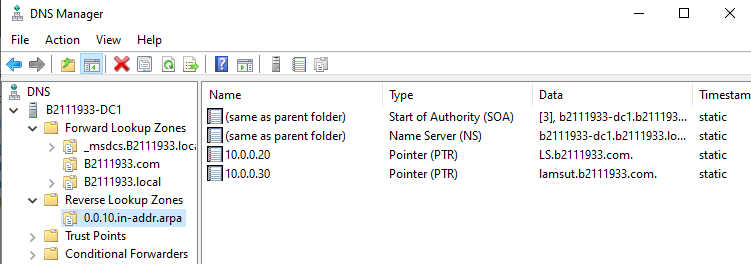 DNS Manager
File Action View Help
DNS
B2111933-DC1
Forward Lookup Zones
_msdcs.B2111933.loca
B2111933.com
B2111933.local
Reverse Lookup Zones
0.0.10.in-addr.arpa
Trust Points
Conditional Forwarders
Name Type Data Timestam
(same as parent folder) Start of Authority (SOA) [3], b2111933-dc1.b211193... static
(same as parent folder) Name Server (NS) b2111933-dc1.b2111933.lo... static
10.0.0.20 Pointer (PTR) LS.b2111933.com. static
10.0.0.30 Pointer (PTR) lamsut.b2111933.com. static